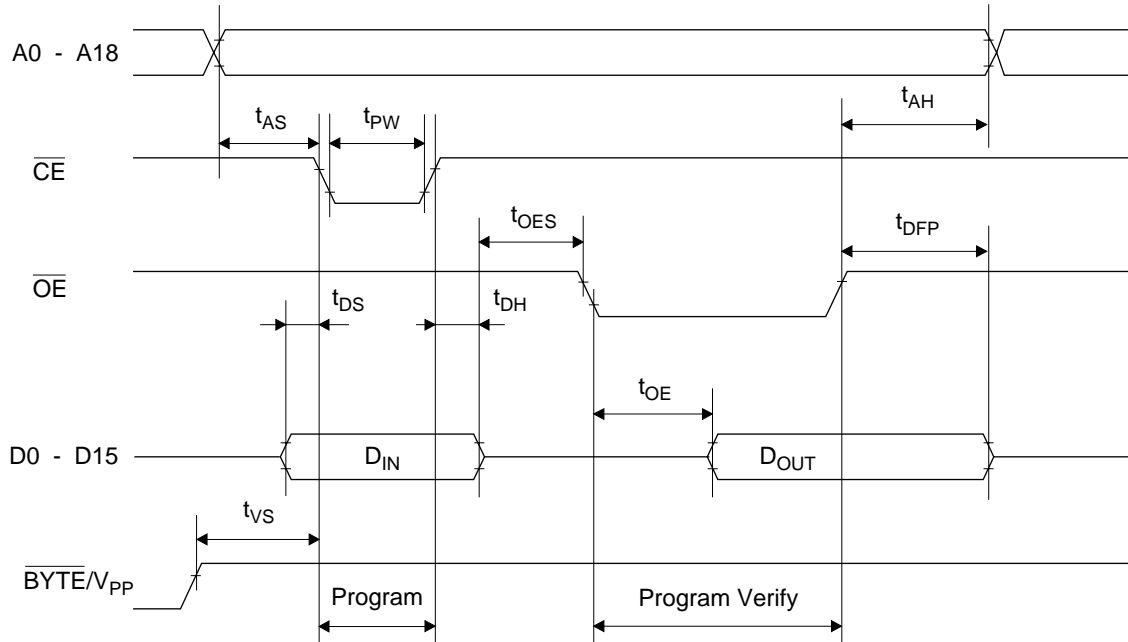 A0 - A18
tAH
tAS
tPW
CE
tOES
tDFP
OE
tDS
tDH
tOE
D0 - D15
DIN
DOUT
tVS
BYTE/VPP
Program
Program Verify